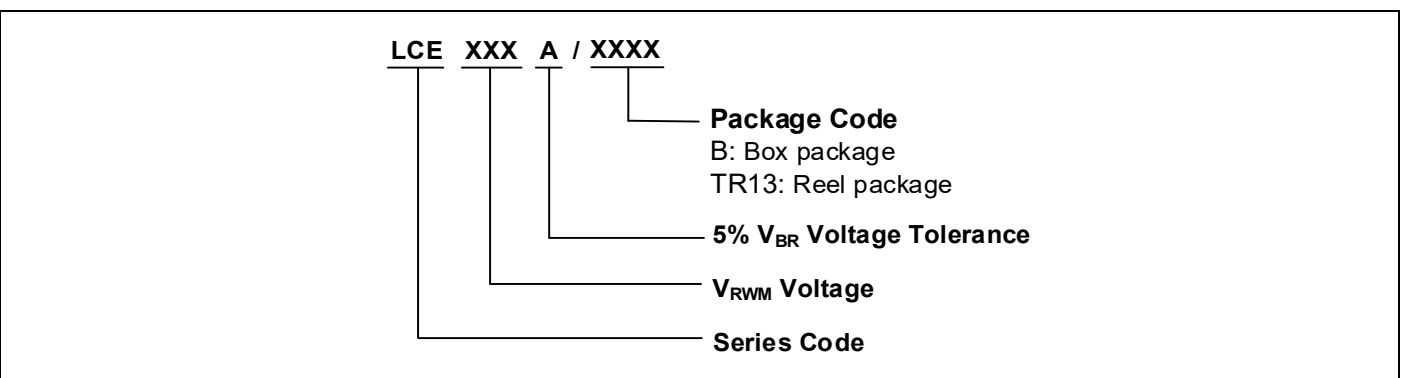 LCE XXX A / XXXX
Package Code
B: Box package
TR13: Reel package
5% VBR Voltage Tolerance
VRWM Voltage
Series Code